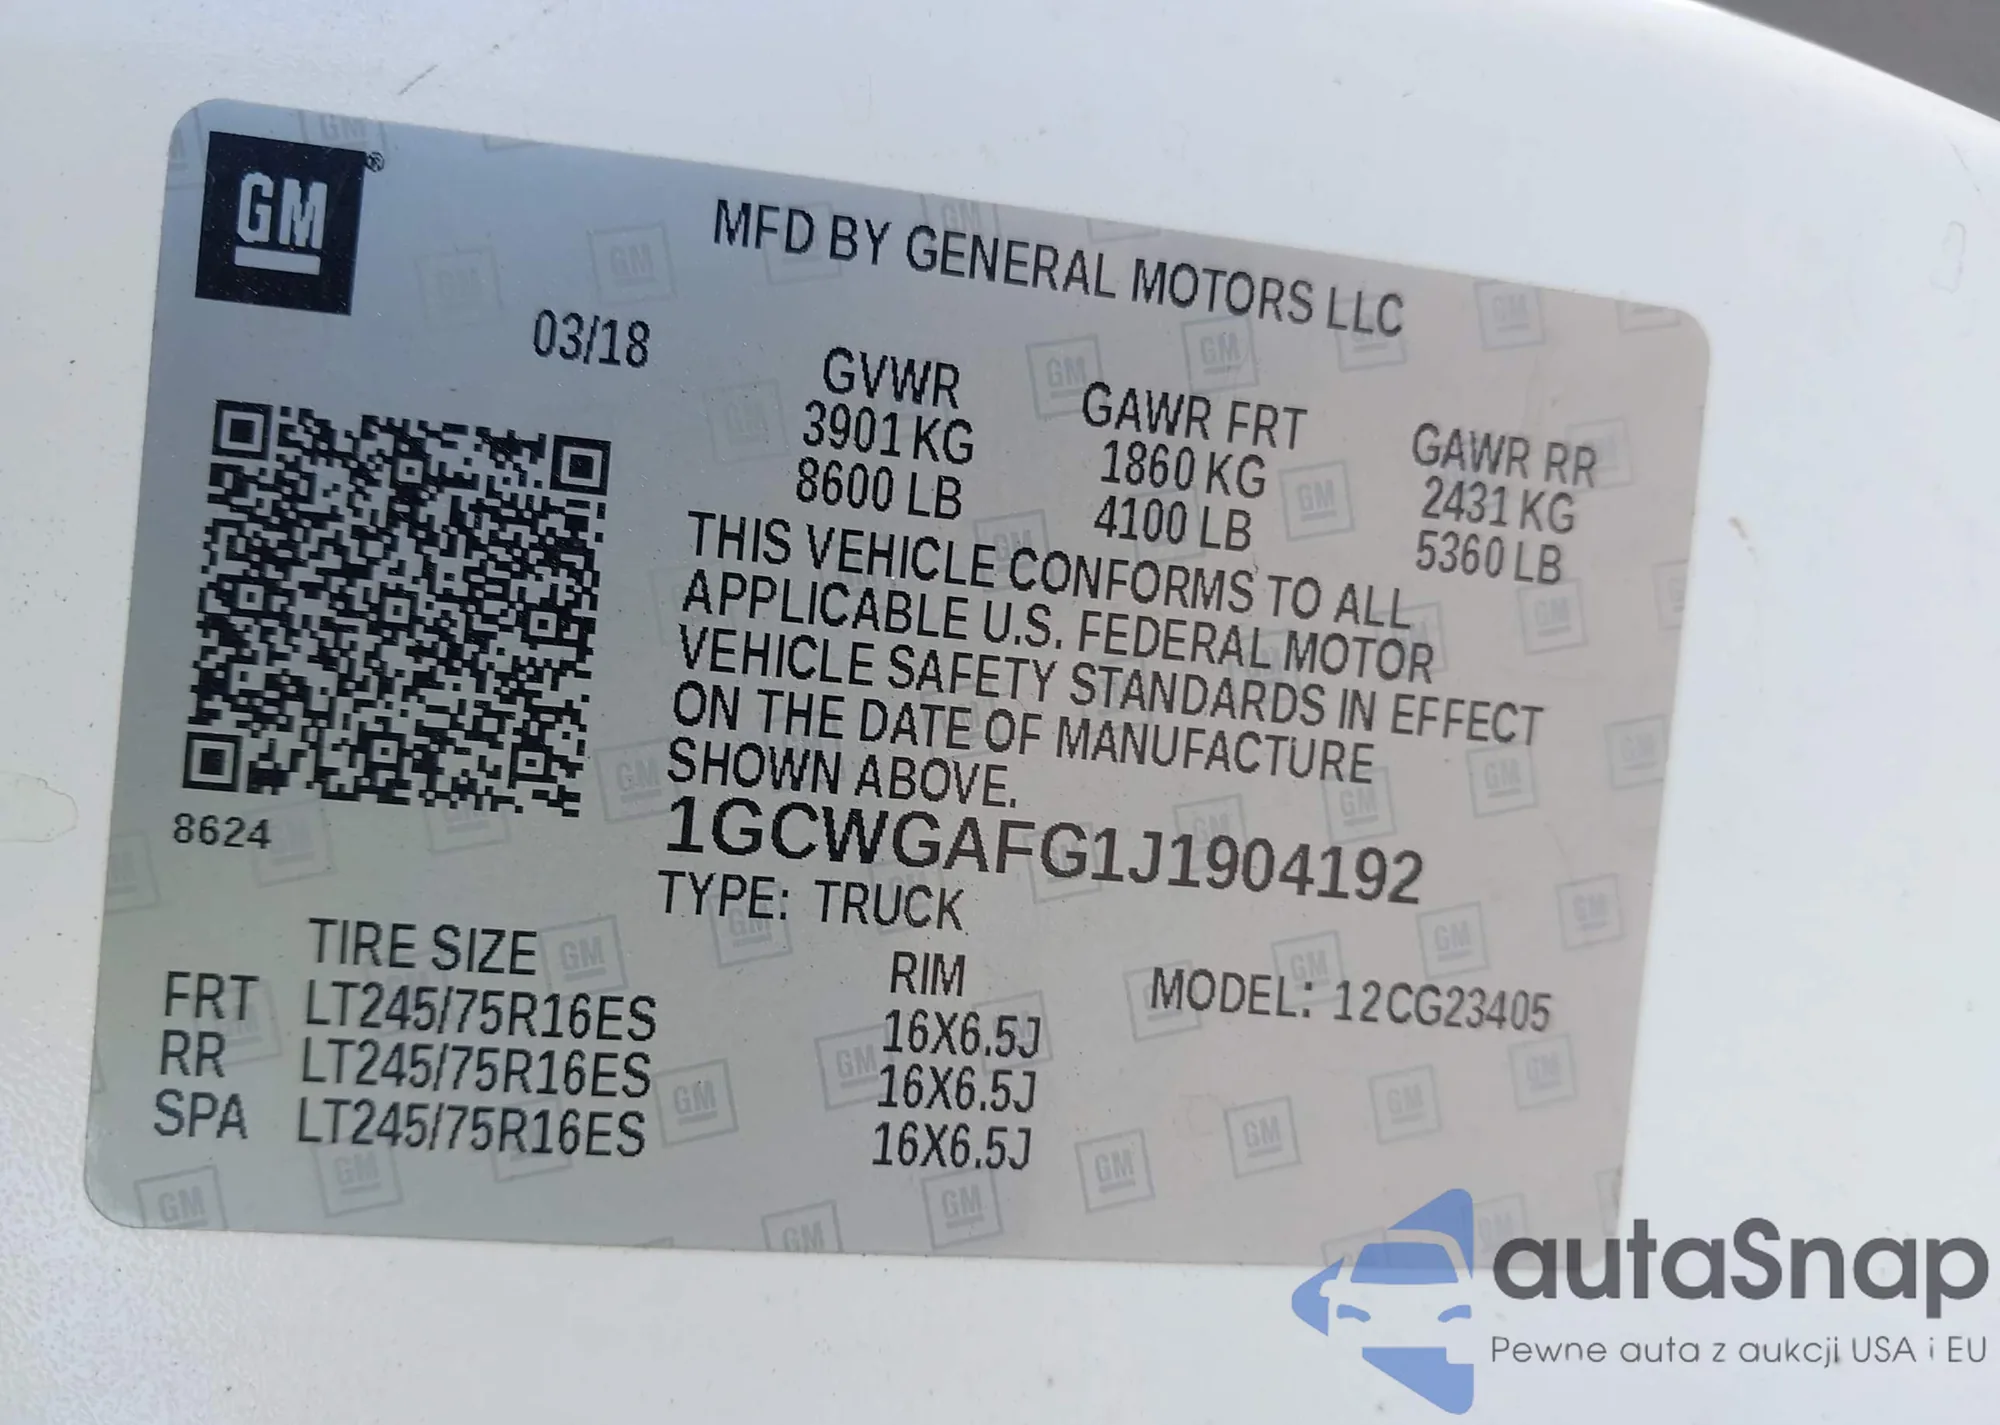 GM®
MFD BY GENERAL MOTORS LLC
03/18
GVWR GAWR FRT GAWR RR
3901 KG 1860 KG 2431 KG
8600 LB 4100 LB 5360 LB
THIS VEHICLE CONFORMS TO ALL
APPLICABLE U.S. FEDERAL MOTOR
VEHICLE SAFETY STANDARDS IN EFFECT
ON THE DATE OF MANUFACTURE
SHOWN ABOVE.
8624
1GCWGAFG1J1904192
TYPE: TRUCK
TIRE SIZE RIM MODEL: 12CG23405
FRT LT245/75R16ES 16X6.5J
RR LT245/75R16ES 16X6.5J
SPA LT245/75R16ES 16X6.5J
autaSnap
Pewne auta z aukcji USA i EU